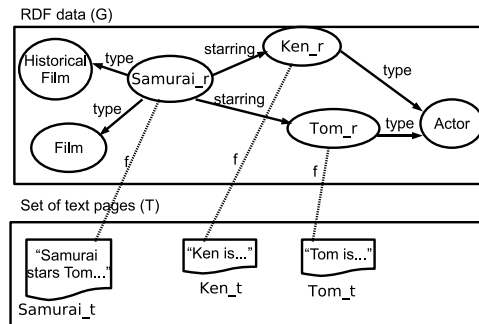 RDF data (G)
Historical
Film
type
Samurai_r
starring
Ken_r
type
type
starring
Film
Tom_r
type
Actor
f
f
f
Set of text pages (T)
“Samurai
stars Tom...”
Samurai_t
“Ken is...”
Ken_t
“Tom is...”
Tom_t